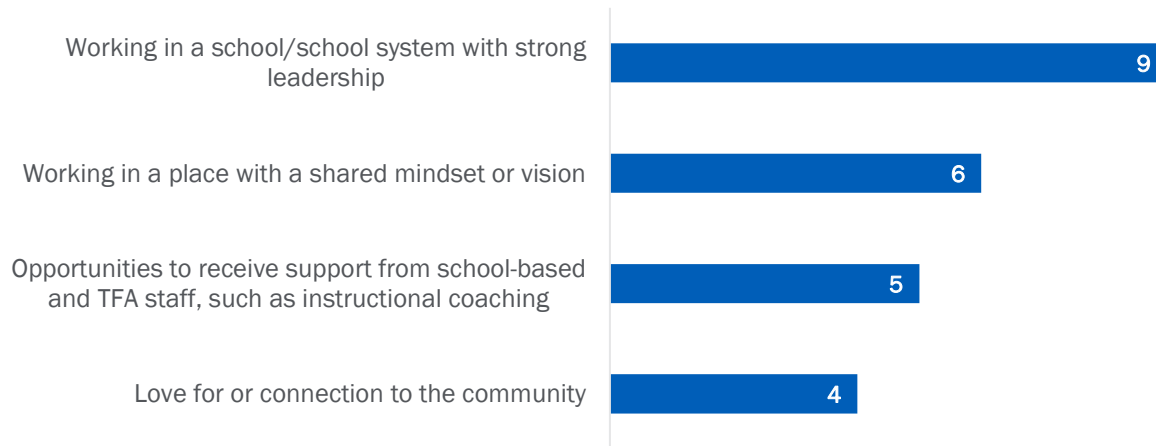 Working in a school/school system with strong
leadership
9
Working in a place with a shared mindset or vision
6
Opportunities to receive support from school-based
and TFA staff, such as instructional coaching
5
Love for or connection to the community
4